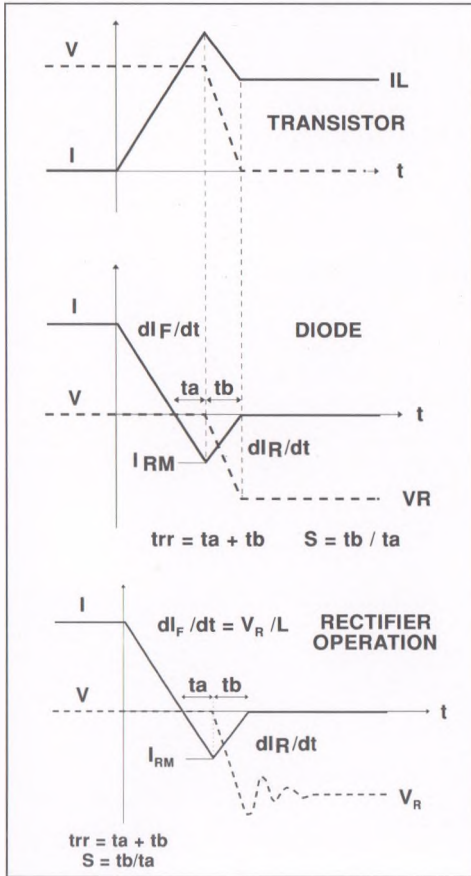 V
IL
TRANSISTOR
I
t
I
dIF/dt
DIODE
ta tb
V
t
IRM
dIR/dt
VR
trr = ta + tb S = tb / ta
I
dIF/dt = VR/L
RECTIFIER
OPERATION
ta tb
V
t
IRM
dIR/dt
VR
trr = ta + tb
S = tb/ta